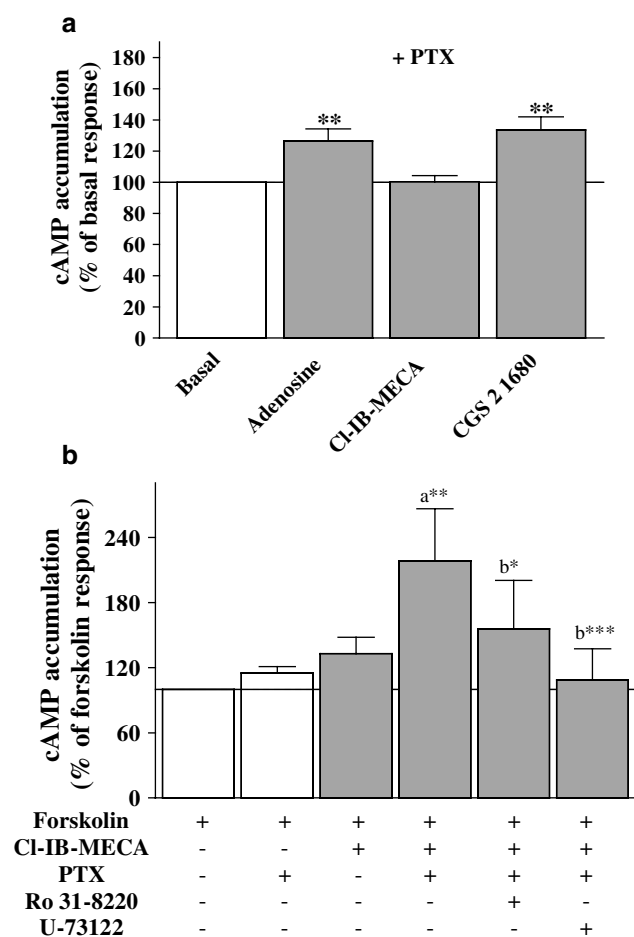 a
+ PTX
cAMP accumulation
(% of basal response)
180
160
140
120
100
80
60
40
20
0
**
**
Basal
Adenosine
Cl-IB-MECA
CGS 2 1680
b
cAMP accumulation
(% of forskolin response)
240
180
120
60
0
a**
b*
b***
Forskolin + + + + + +
Cl-IB-MECA - - + + + +
PTX - + - + + +
Ro 31-8220 - - - - + -
U-73122 - - - - - +